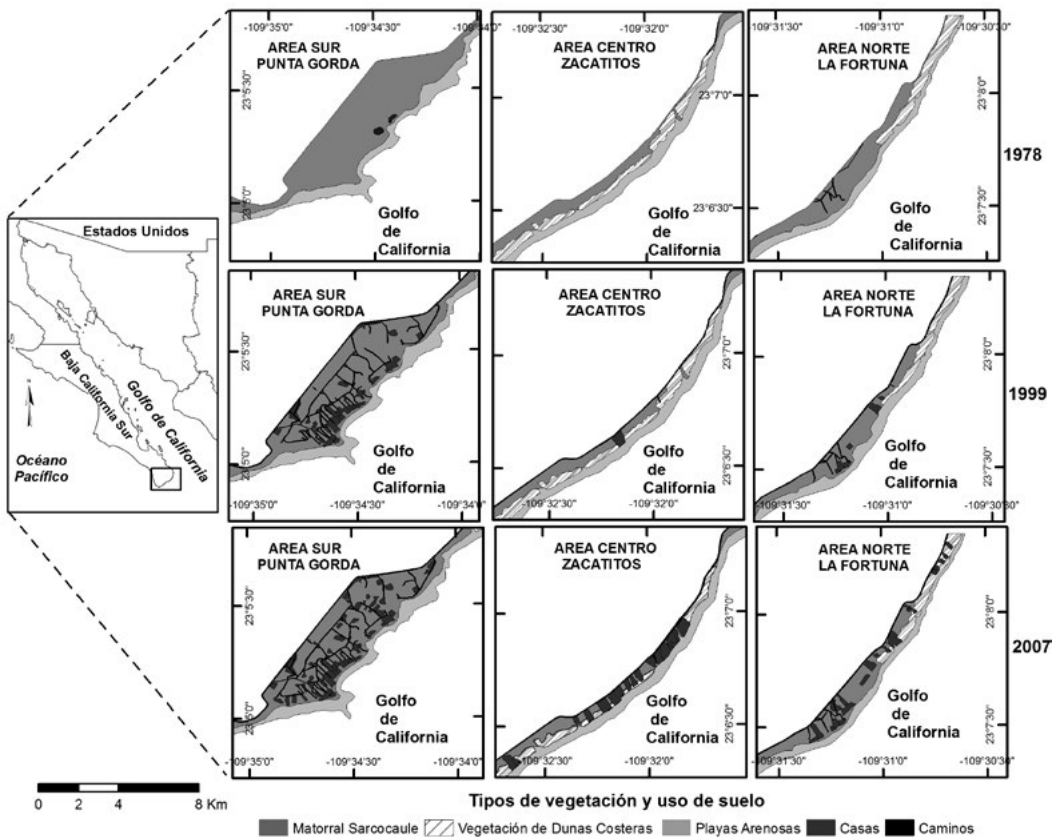 -109°35'0"
-109°34'30"
-109°34'0"
AREA SUR
PUNTA GORDA
23°5'30"
23°5'0"
Golfo
de
California
-109°32'30"
-109°32'0"
AREA CENTRO
ZACATITOS
23°7'0"
23°6'30"
Golfo
de
California
-109°31'30"
-109°31'0"
-109°30'30"
AREA NORTE
LA FORTUNA
23°8'0"
23°7'30"
Golfo
de
California
1978
Estados Unidos
Baja California Sur
Golfo de California
Océano
Pacífico
AREA SUR
PUNTA GORDA
23°5'30"
23°5'0"
Golfo
de
California
-109°35'0"
-109°34'30"
-109°34'0"
AREA CENTRO
ZACATITOS
23°7'0"
23°6'30"
Golfo
de
California
-109°32'30"
-109°32'0"
AREA NORTE
LA FORTUNA
23°8'0"
23°7'30"
Golfo
de
California
-109°31'30"
-109°31'0"
-109°30'30"
1999
AREA SUR
PUNTA GORDA
23°5'30"
23°5'0"
Golfo
de
California
-109°35'0"
-109°34'30"
-109°34'0"
AREA CENTRO
ZACATITOS
23°7'0"
23°6'30"
Golfo
de
California
-109°32'30"
-109°32'0"
AREA NORTE
LA FORTUNA
23°8'0"
23°7'30"
Golfo
de
California
-109°31'30"
-109°31'0"
-109°30'30"
2007
0 2 4 8 Km
Tipos de vegetación y uso de suelo
Matorral Sarcocaule Vegetación de Dunas Costeras Playas Arenosas Casas Caminos